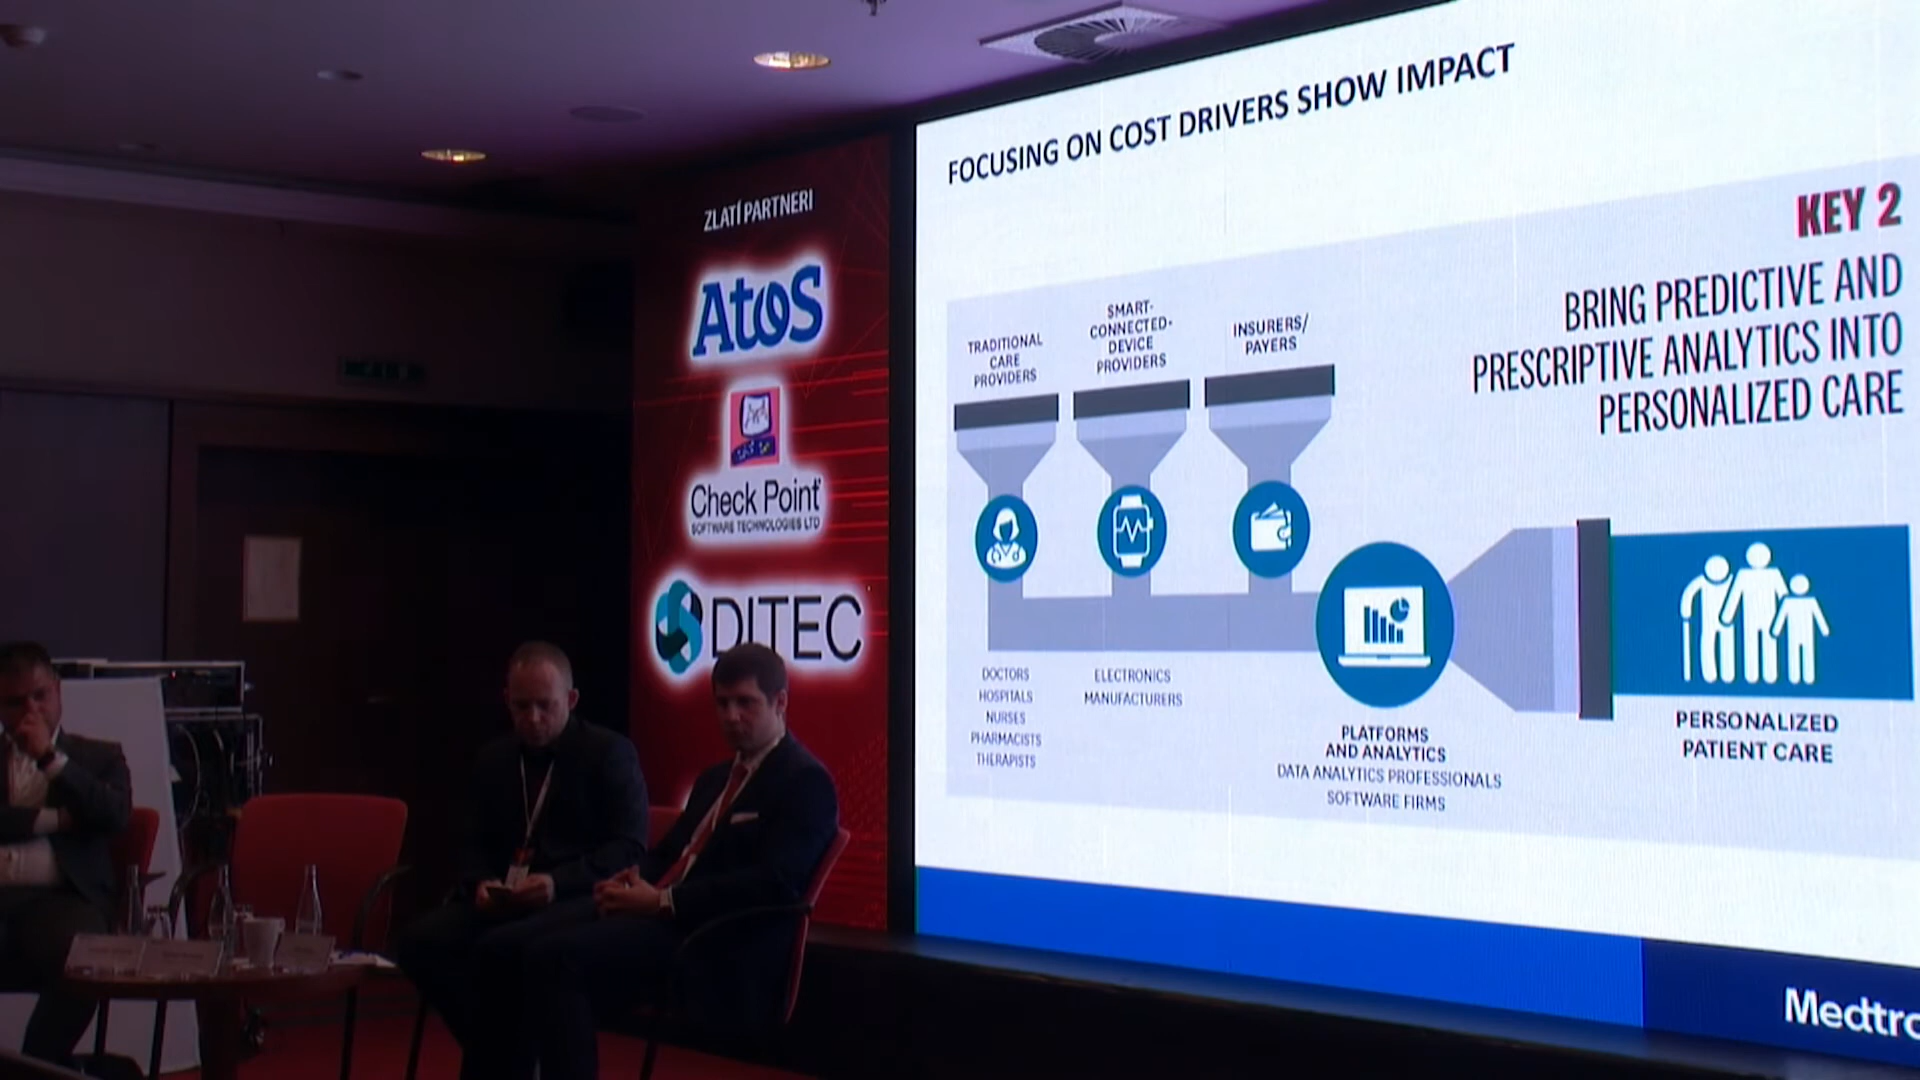 ZLATÍ PARTNERI
Atos
Check Point
SOFTWARE TECHNOLOGIES LTD
DITEC
FOCUSING ON COST DRIVERS SHOW IMPACT
KEY 2
BRING PREDICTIVE AND
PRESCRIPTIVE ANALYTICS INTO
PERSONALIZED CARE
TRADITIONAL
CARE
PROVIDERS
SMART-
CONNECTED-
DEVICE
PROVIDERS
INSURERS/
PAYERS
DOCTORS
HOSPITALS
NURSES
PHARMACISTS
THERAPISTS
ELECTRONICS
MANUFACTURERS
PLATFORMS
AND ANALYTICS
DATA ANALYTICS PROFESSIONALS
SOFTWARE FIRMS
PERSONALIZED
PATIENT CARE
Medtro